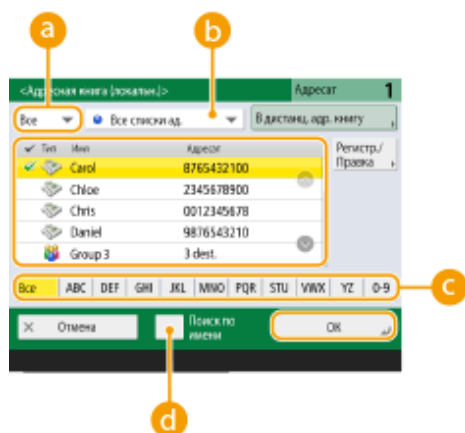 a
b
<Адресная книга (локальн.)>
Адресат 1
Все Все списки ад. В дистанц. адр. книгу
✓ Тип Имя Адресат
Регистр./
Правка
Carol 8765432100
Chloe 2345678900
Chris 0012345678
Daniel 9876543210
Group 3 3 dest.
Все ABC DEF GHI JKL MNO PQR STU VWX YZ 0-9
c
× Отмена Поиск по
имени
OK
d